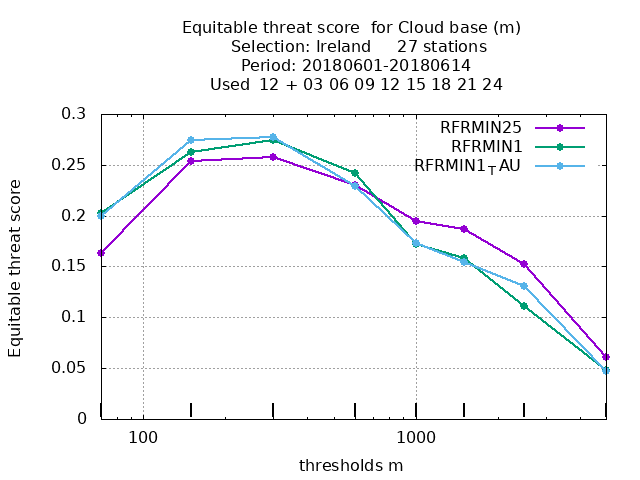 Equitable threat score  for Cloud base (m)
Selection: Ireland     27 stations
Period: 20180601-20180614
Used  12 + 03 06 09 12 15 18 21 24
RFRMIN25
RFRMIN1
RFRMIN1TAU
0.3
0.25
0.2
0.15
0.1
0.05
0
Equitable threat score
100
1000
thresholds m